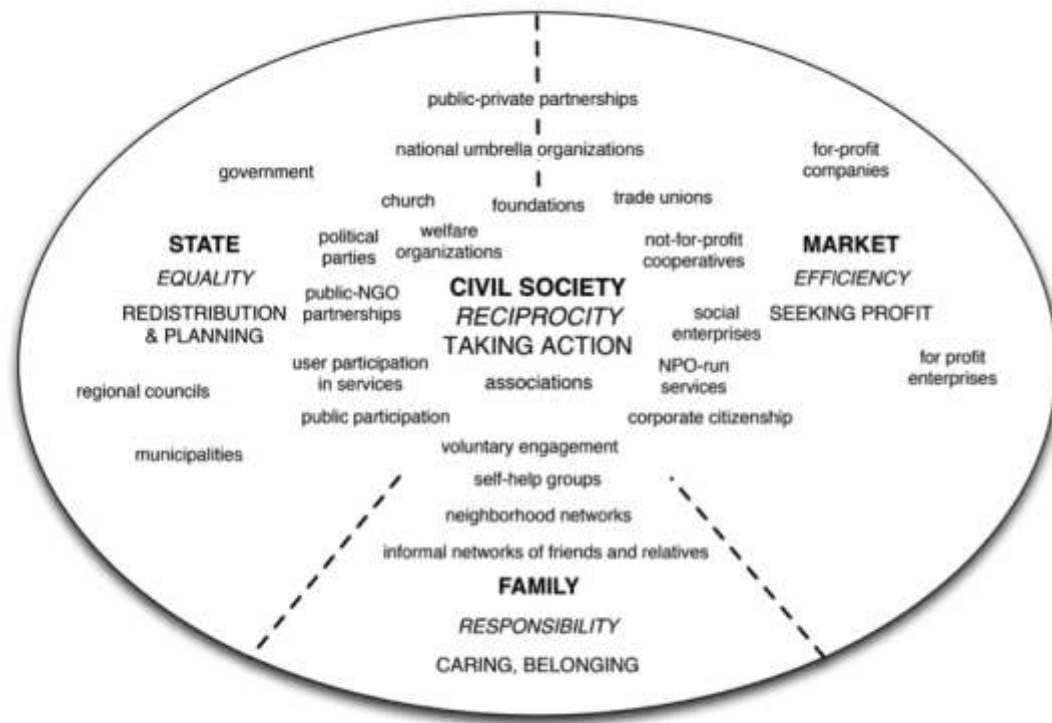 public-private partnerships
national umbrella organizations
government
for-profit
companies
church
foundations
trade unions
STATE
EQUALITY
REDISTRIBUTION
& PLANNING
political
parties
welfare
organizations
public-NGO
partnerships
CIVIL SOCIETY
RECIPROCITY
TAKING ACTION
not-for-profit
cooperatives
social
enterprises
MARKET
EFFICIENCY
SEEKING PROFIT
regional councils
user participation
in services
associations
NPO-run
services
for profit
enterprises
public participation
corporate citizenship
municipalities
voluntary engagement
self-help groups
neighborhood networks
informal networks of friends and relatives
FAMILY
RESPONSIBILITY
CARING, BELONGING